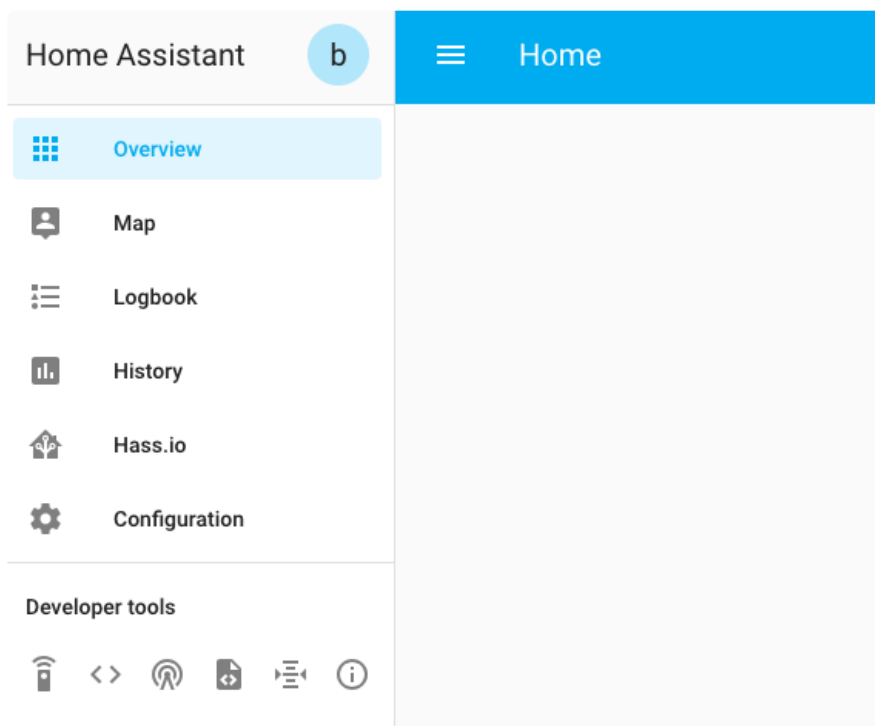 Home Assistant
b
Home
Overview
Map
Logbook
History
Hass.io
Configuration
Developer tools